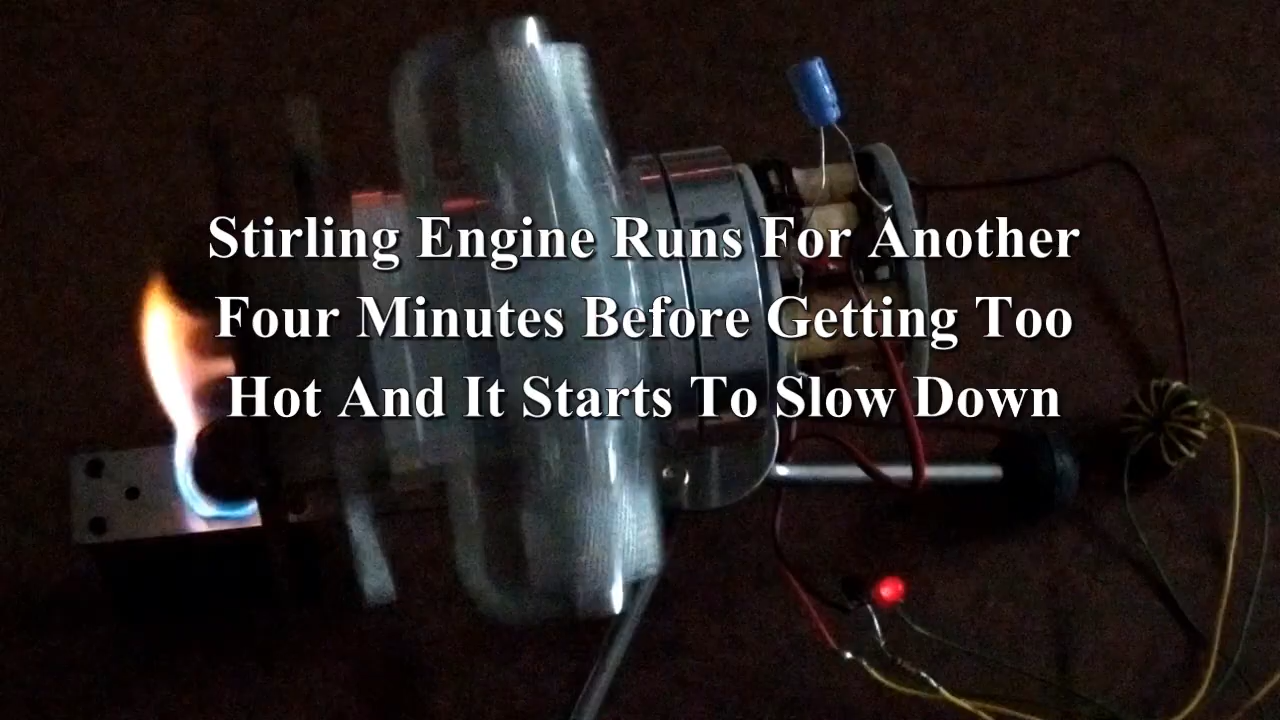 Stirling Engine Runs For Another
Four Minutes Before Getting Too
Hot And It Starts To Slow Down